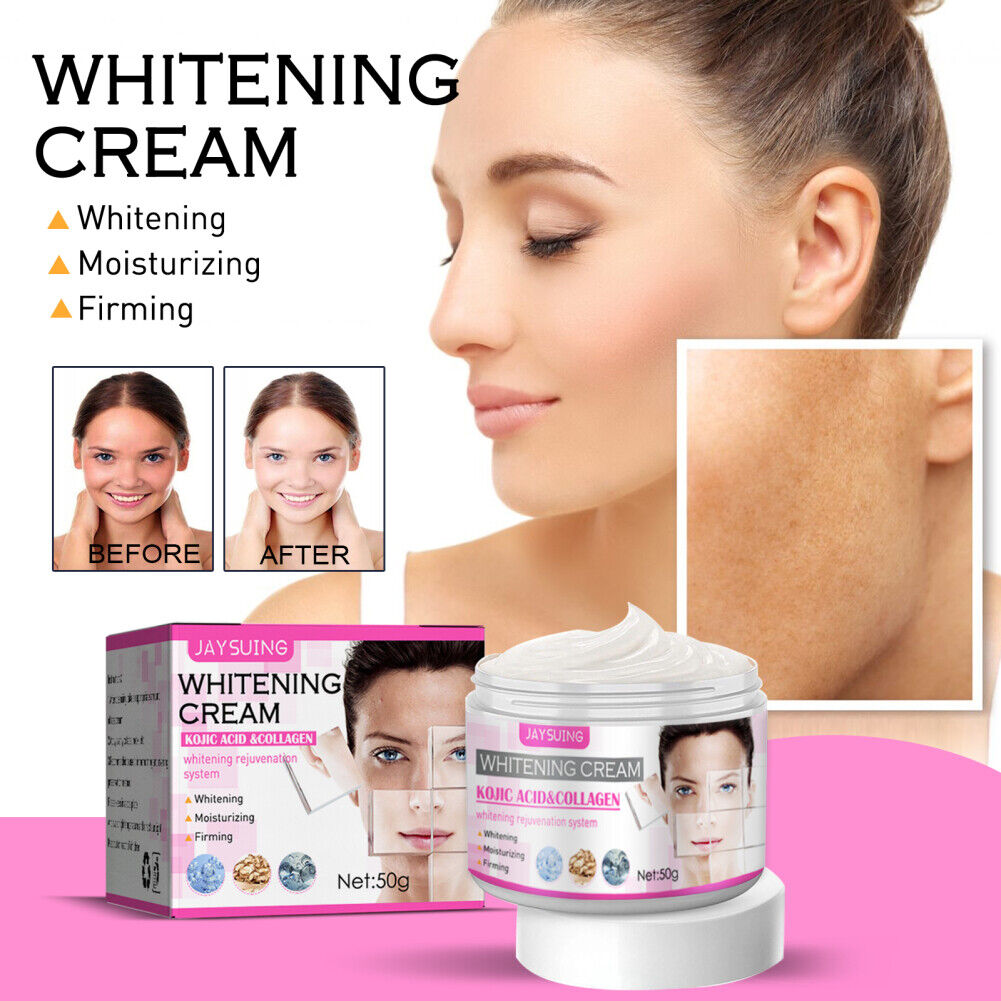 WHITENING
CREAM
Whitening
Moisturizing
Firming
BEFORE
AFTER
JAYSUING
WHITENING
CREAM
KOJIC ACID &COLLAGEN
whitening rejuvenation
system
Whitening
Moisturizing
Firming
Net:50g
JAYSUING
WHITENING CREAM
KOJIC ACID&COLLAGEN
whitening rejuvenation system
Whitening
Moisturizing
Firming
Net:50g